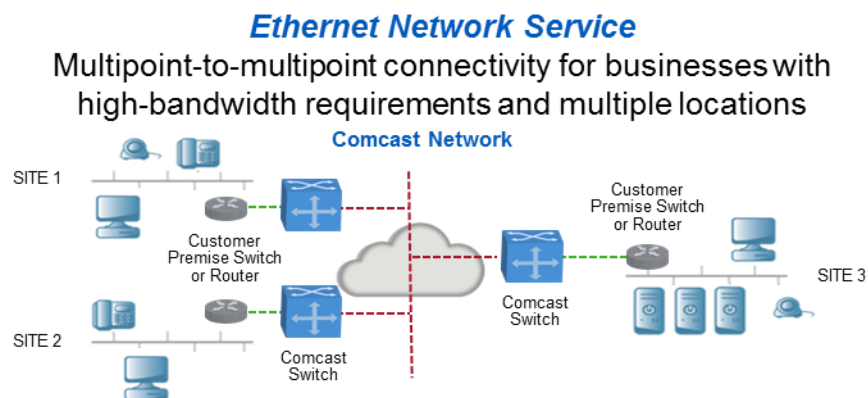 Ethernet Network Service
Multipoint-to-multipoint connectivity for businesses with
high-bandwidth requirements and multiple locations
Comcast Network
SITE 1
Customer
Premise Switch
or Router
SITE 2
Comcast
Switch
Comcast
Switch
Customer
Premise Switch
or Router
SITE 3